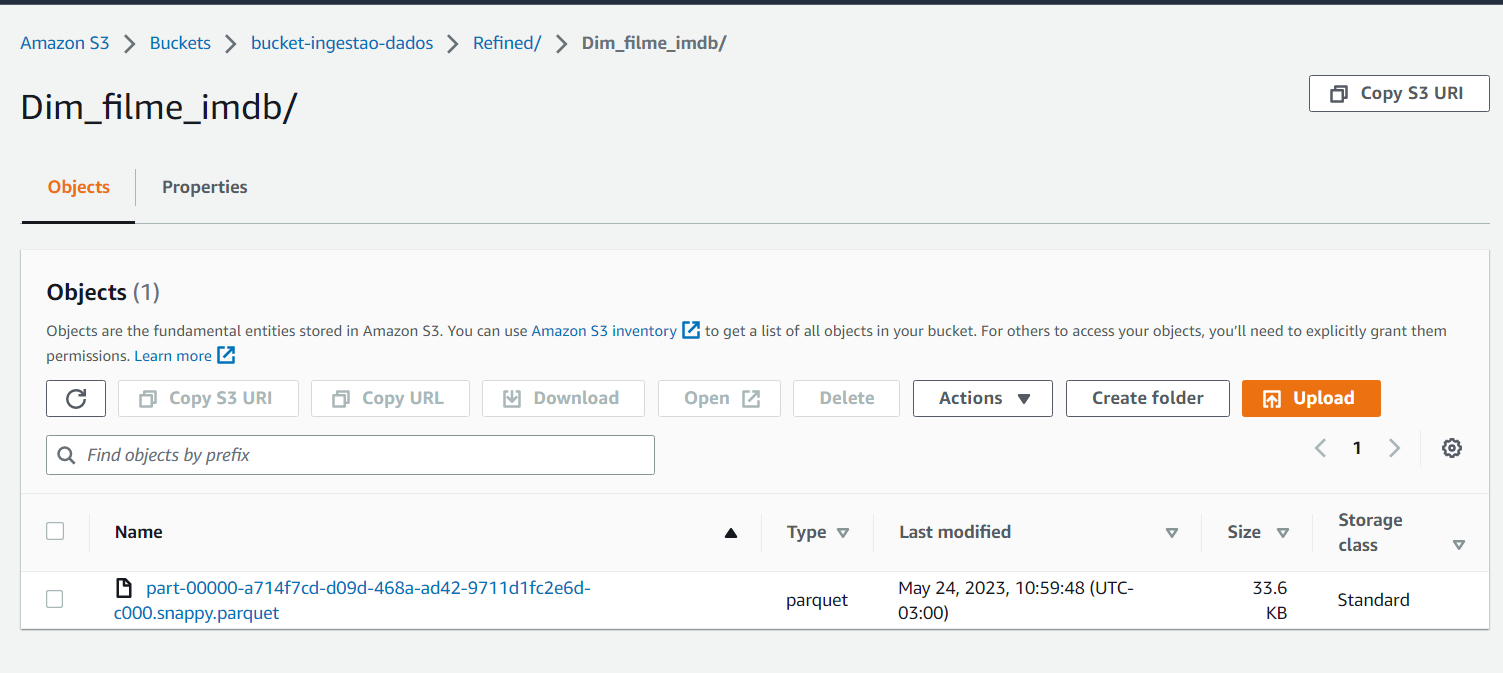 Amazon S3 > Buckets > bucket-ingestao-dados > Refined/ > Dim_filme_imdb/
Dim_filme_imdb/
Copy S3 URI
Objects
Properties
Objects (1)
Objects are the fundamental entities stored in Amazon S3. You can use Amazon S3 inventory to get a list of all objects in your bucket. For others to access your objects, you'll need to explicitly grant them
permissions. Learn more
Copy S3 URI
Copy URL
Download
Open
Delete
Actions
Create folder
Upload
Find objects by prefix
1
Name
Type
Last modified
Size
Storage
class
part-00000-a714f7cd-d09d-468a-ad42-9711d1fc2e6d-
c000.snappy.parquet
parquet
May 24, 2023, 10:59:48 (UTC-
03:00)
33.6
KB
Standard